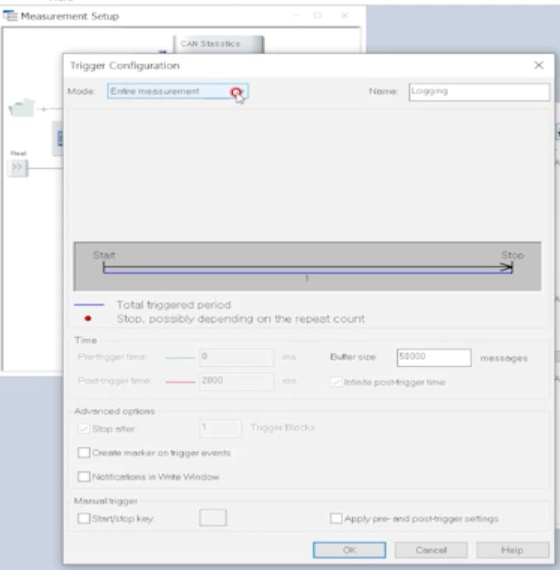 Measurement Setup
CAN Statistics
Trigger Configuration
Mode: Entire measurement Name: Logging
Real
Start Stop
1
Total triggered period
Stop, possibly depending on the repeat count
Time
Pre-trigger time: 0 ms Buffer size: 50000 messages
Post-trigger time: 2000 ms Infinite post-trigger time
Advanced options
Stop after: 1 Trigger Blocks
Create marker on trigger events
Notifications in Write Window
Manual trigger
Start/stop key: Apply pre- and post-trigger settings
OK Cancel Help